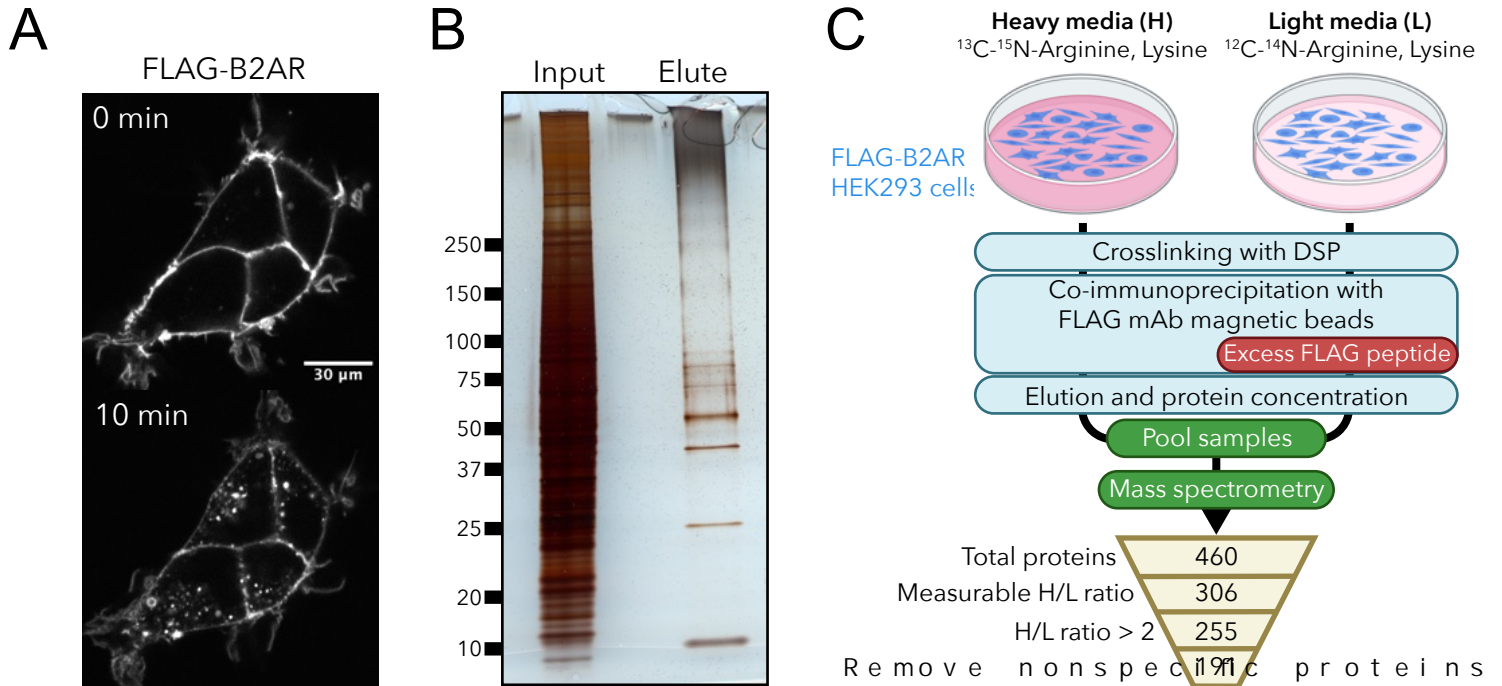 A
FLAG-B2AR
0 min
30 µm
10 min
B
Input
Elute
250
150
100
75
50
37
25
20
10
C
Heavy media (H)
¹³C-¹⁵N-Arginine, Lysine
Light media (L)
¹²C-¹⁴N-Arginine, Lysine
FLAG-B2AR
HEK293 cells
Crosslinking with DSP
Co-immunoprecipitation with
FLAG mAb magnetic beads
Excess FLAG peptide
Elution and protein concentration
Pool samples
Mass spectrometry
Total proteins 460
Measurable H/L ratio 306
H/L ratio > 2 255
Remove nonspecific proteins